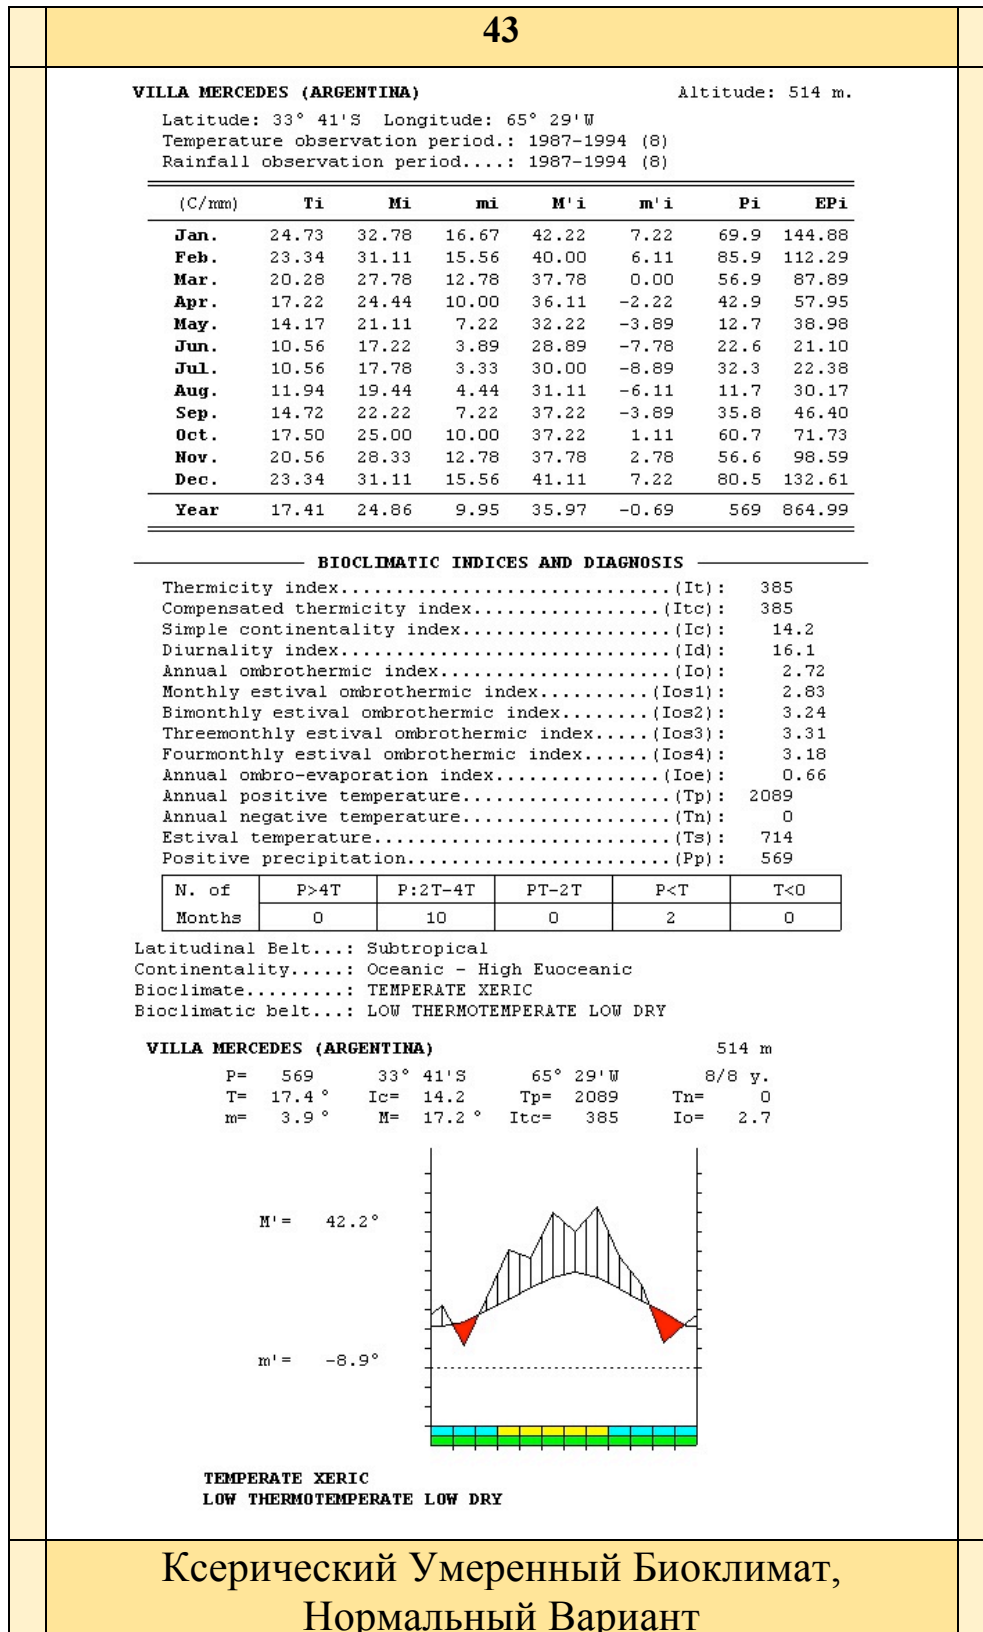 43
VILLA MERCEDES (ARGENTINA) Altitude: 514 m.
Latitude: 33° 41'S Longitude: 65° 29'W
Temperature observation period.: 1987-1994 (8)
Rainfall observation period....: 1987-1994 (8)
(C/mm) Ti Mi mi M'i m'i Pi EPi
Jan. 24.73 32.78 16.67 42.22 7.22 69.9 144.88
Feb. 23.34 31.11 15.56 40.00 6.11 85.9 112.29
Mar. 20.28 27.78 12.78 37.78 0.00 56.9 87.89
Apr. 17.22 24.44 10.00 36.11 -2.22 42.9 57.95
May. 14.17 21.11 7.22 32.22 -3.89 12.7 38.98
Jun. 10.56 17.22 3.89 28.89 -7.78 22.6 21.10
Jul. 10.56 17.78 3.33 30.00 -8.89 32.3 22.38
Aug. 11.94 19.44 4.44 31.11 -6.11 11.7 30.17
Sep. 14.72 22.22 7.22 37.22 -3.89 35.8 46.40
Oct. 17.50 25.00 10.00 37.22 1.11 60.7 71.73
Nov. 20.56 28.33 12.78 37.78 2.78 56.6 98.59
Dec. 23.34 31.11 15.56 41.11 7.22 80.5 132.61
Year 17.41 24.86 9.95 35.97 -0.69 569 864.99
BIOCLIMATIC INDICES AND DIAGNOSIS
Thermicity index..............................(It): 385
Compensated thermicity index.................(Itc): 385
Simple continentality index...................(Ic): 14.2
Diurnality index..............................(Id): 16.1
Annual ombrothermic index.....................(Io): 2.72
Monthly estival ombrothermic index..........(Ios1): 2.83
Bimonthly estival ombrothermic index........(Ios2): 3.24
Threemonthly estival ombrothermic index.....(Ios3): 3.31
Fourmonthly estival ombrothermic index......(Ios4): 3.18
Annual ombro-evaporation index...............(Ioe): 0.66
Annual positive temperature...................(Tp): 2089
Annual negative temperature...................(Tn): 0
Estival temperature...........................(Ts): 714
Positive precipitation........................(Pp): 569
N. of P>4T P:2T-4T PT-2T P<T T<0
Months 0 10 0 2 0
Latitudinal Belt...: Subtropical
Continentality.....: Oceanic - High Euoceanic
Bioclimate.........: TEMPERATE XERIC
Bioclimatic belt...: LOW THERMOTEMPERATE LOW DRY
VILLA MERCEDES (ARGENTINA) 514 m
P= 569 33° 41'S 65° 29'W 8/8 y.
T= 17.4° Ic= 14.2 Tp= 2089 Tn= 0
m= 3.9° M= 17.2° Itc= 385 Io= 2.7
M'= 42.2°
m'= -8.9°
TEMPERATE XERIC
LOW THERMOTEMPERATE LOW DRY
Ксерический Умеренный Биоклимат,
Нормальный Вариант